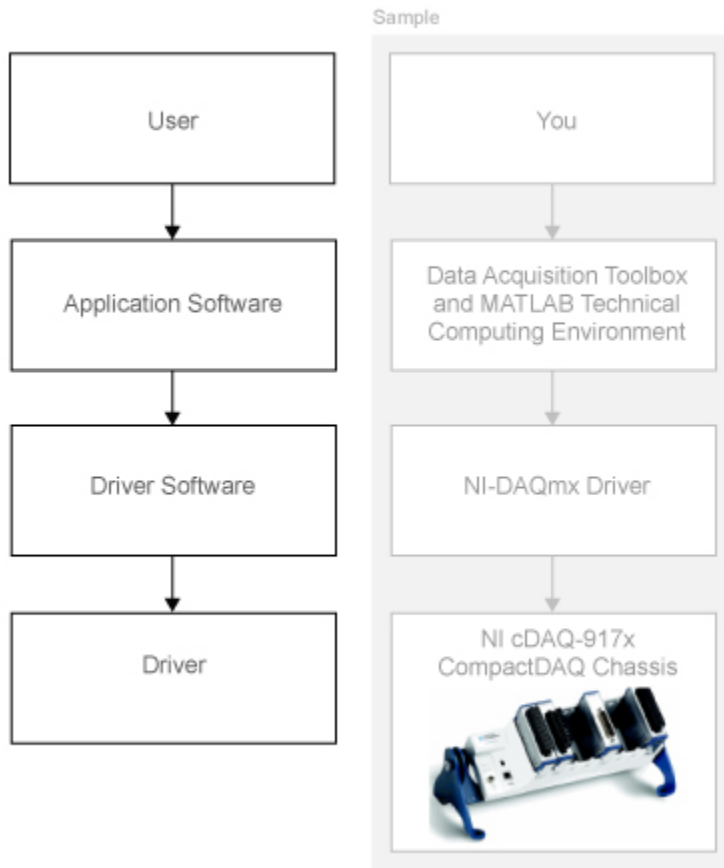 Sample
User
You
Application Software
Data Acquisition Toolbox
and MATLAB Technical
Computing Environment
Driver Software
NI-DAQmx Driver
Driver
NI cDAQ-917x
CompactDAQ Chassis